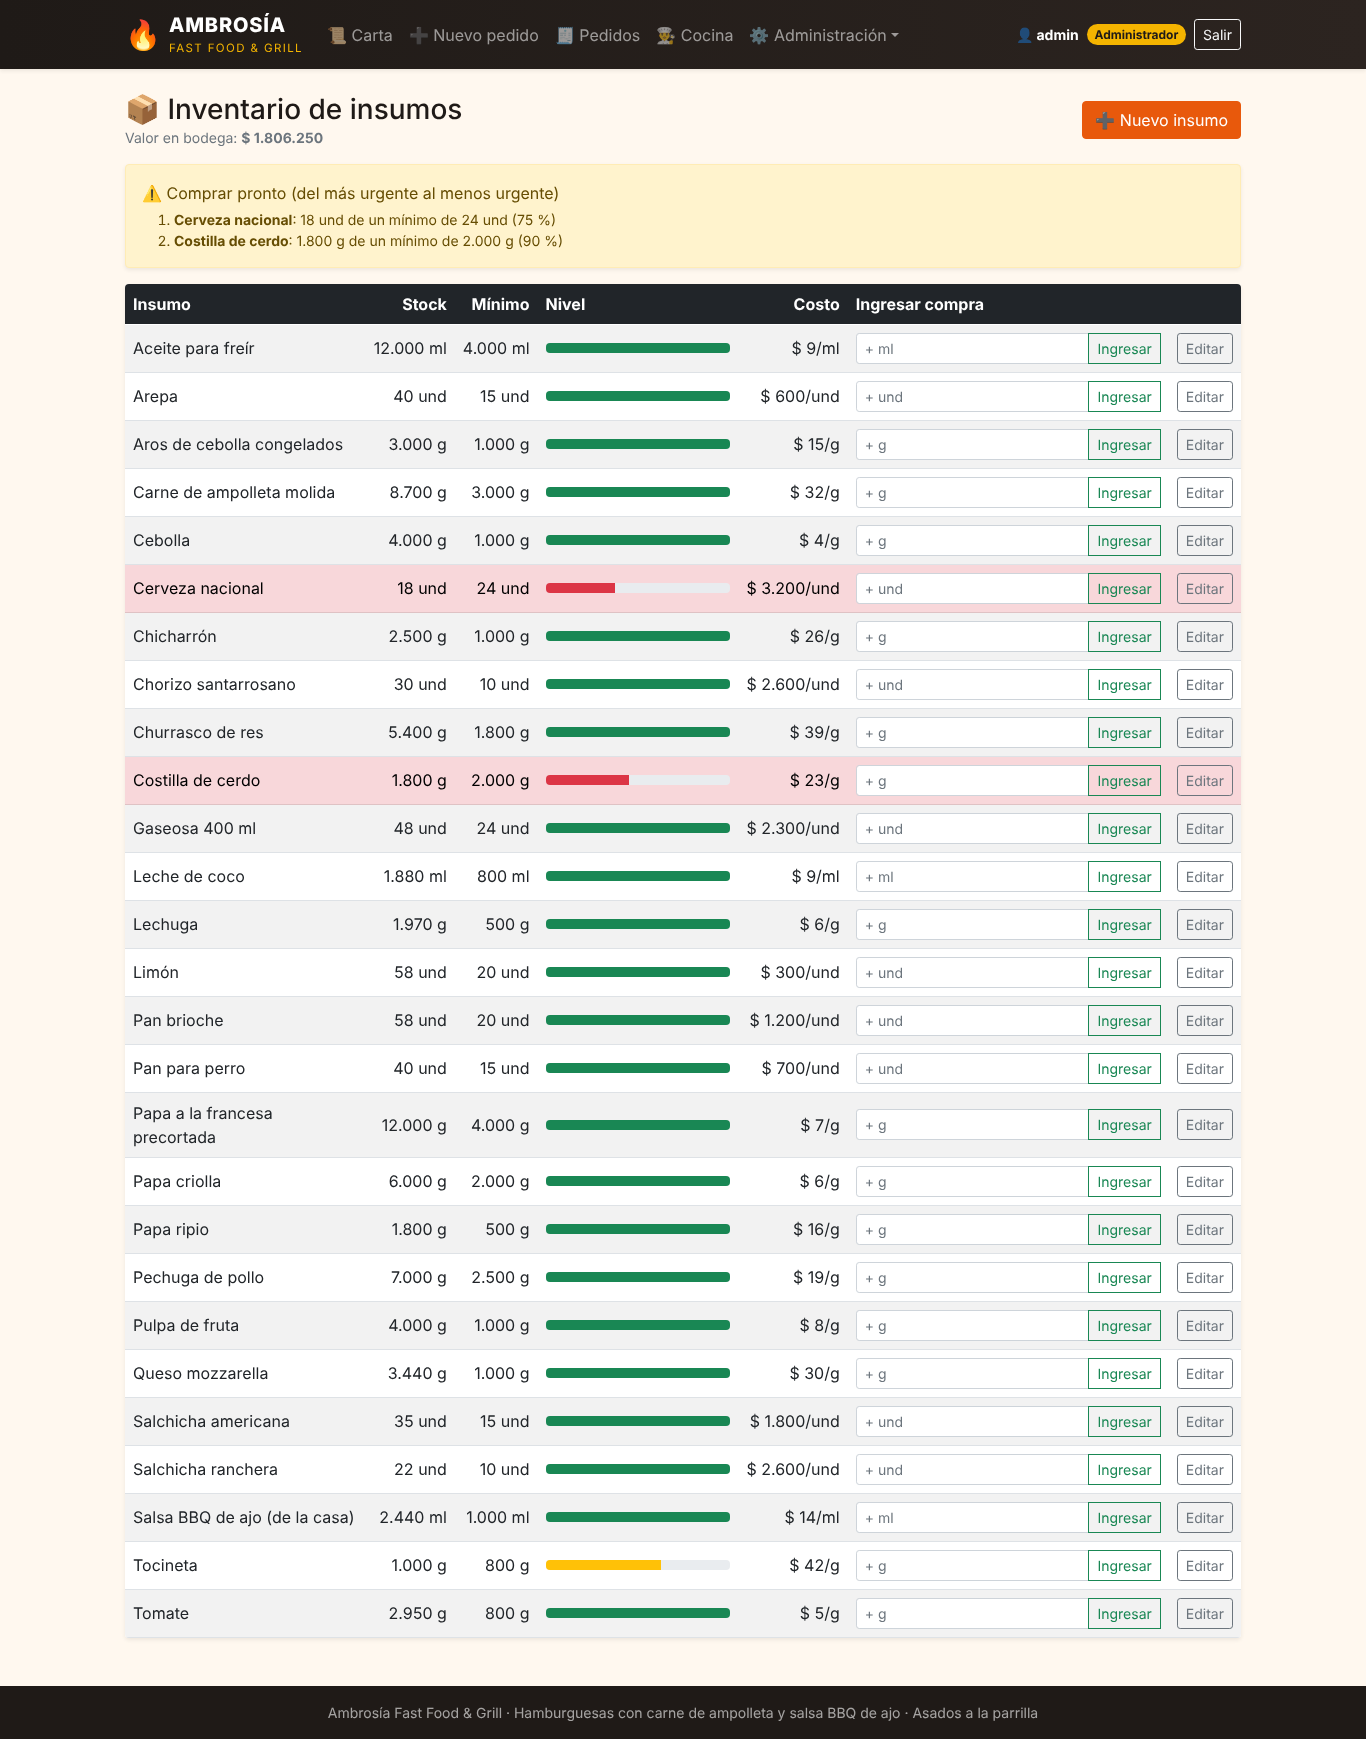 AMBROSÍA
FAST FOOD & GRILL
Carta
Nuevo pedido
Pedidos
Cocina
Administración
admin
Administrador
Salir
Inventario de insumos
Valor en bodega: $ 1.806.250
Nuevo insumo
Comprar pronto (del más urgente al menos urgente)
1. Cerveza nacional: 18 und de un mínimo de 24 und (75 %)
2. Costilla de cerdo: 1.800 g de un mínimo de 2.000 g (90 %)
Insumo Stock Mínimo Nivel Costo Ingresar compra
Aceite para freír 12.000 ml 4.000 ml $ 9/ml + ml Ingresar Editar
Arepa 40 und 15 und $ 600/und + und Ingresar Editar
Aros de cebolla congelados 3.000 g 1.000 g $ 15/g + g Ingresar Editar
Carne de ampolleta molida 8.700 g 3.000 g $ 32/g + g Ingresar Editar
Cebolla 4.000 g 1.000 g $ 4/g + g Ingresar Editar
Cerveza nacional 18 und 24 und $ 3.200/und + und Ingresar Editar
Chicharrón 2.500 g 1.000 g $ 26/g + g Ingresar Editar
Chorizo santarrosano 30 und 10 und $ 2.600/und + und Ingresar Editar
Churrasco de res 5.400 g 1.800 g $ 39/g + g Ingresar Editar
Costilla de cerdo 1.800 g 2.000 g $ 23/g + g Ingresar Editar
Gaseosa 400 ml 48 und 24 und $ 2.300/und + und Ingresar Editar
Leche de coco 1.880 ml 800 ml $ 9/ml + ml Ingresar Editar
Lechuga 1.970 g 500 g $ 6/g + g Ingresar Editar
Limón 58 und 20 und $ 300/und + und Ingresar Editar
Pan brioche 58 und 20 und $ 1.200/und + und Ingresar Editar
Pan para perro 40 und 15 und $ 700/und + und Ingresar Editar
Papa a la francesa
precortada 12.000 g 4.000 g $ 7/g + g Ingresar Editar
Papa criolla 6.000 g 2.000 g $ 6/g + g Ingresar Editar
Papa ripio 1.800 g 500 g $ 16/g + g Ingresar Editar
Pechuga de pollo 7.000 g 2.500 g $ 19/g + g Ingresar Editar
Pulpa de fruta 4.000 g 1.000 g $ 8/g + g Ingresar Editar
Queso mozzarella 3.440 g 1.000 g $ 30/g + g Ingresar Editar
Salchicha americana 35 und 15 und $ 1.800/und + und Ingresar Editar
Salchicha ranchera 22 und 10 und $ 2.600/und + und Ingresar Editar
Salsa BBQ de ajo (de la casa) 2.440 ml 1.000 ml $ 14/ml + ml Ingresar Editar
Tocineta 1.000 g 800 g $ 42/g + g Ingresar Editar
Tomate 2.950 g 800 g $ 5/g + g Ingresar Editar
Ambrosía Fast Food & Grill · Hamburguesas con carne de ampolleta y salsa BBQ de ajo · Asados a la parrilla